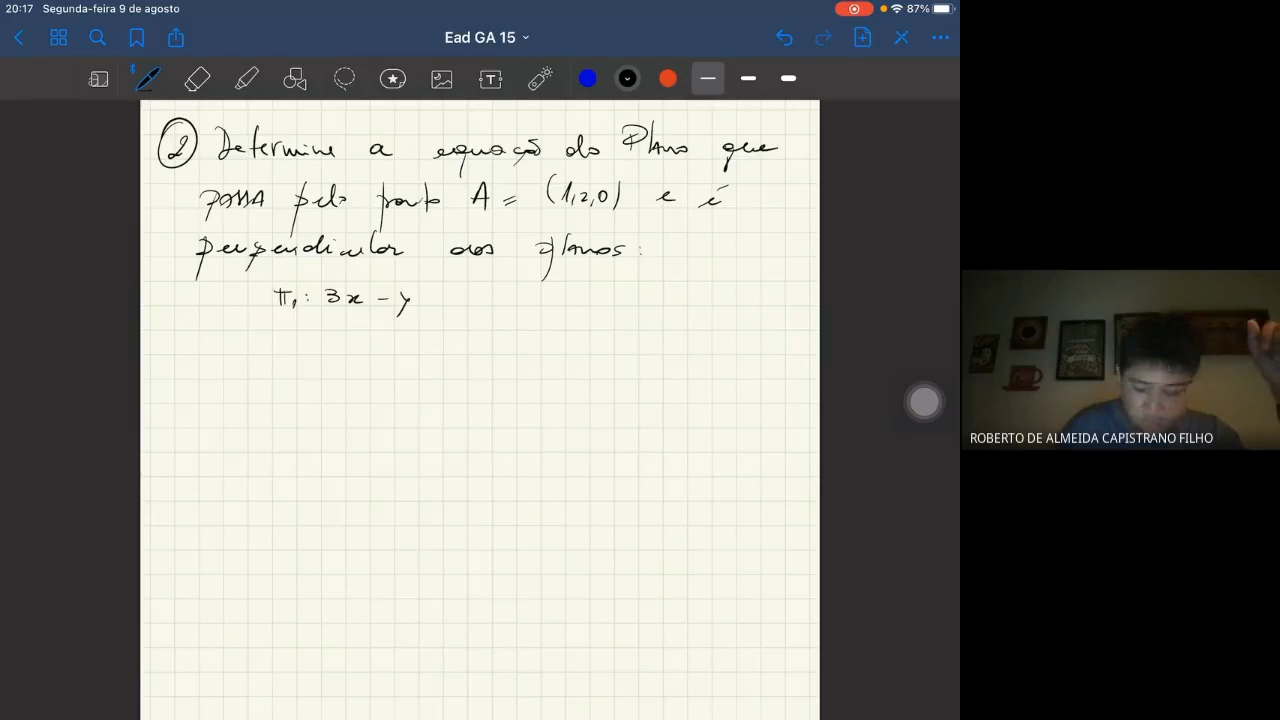 20:17 Segunda-feira 9 de agosto
87%
Ead GA 15
T
2 Determine a equação do Plano que
passa pelo ponto A = (1,2,0) e é
perpendicular aos planos:
π₁: 3x - y
ROBERTO DE ALMEIDA CAPISTRANO FILHO